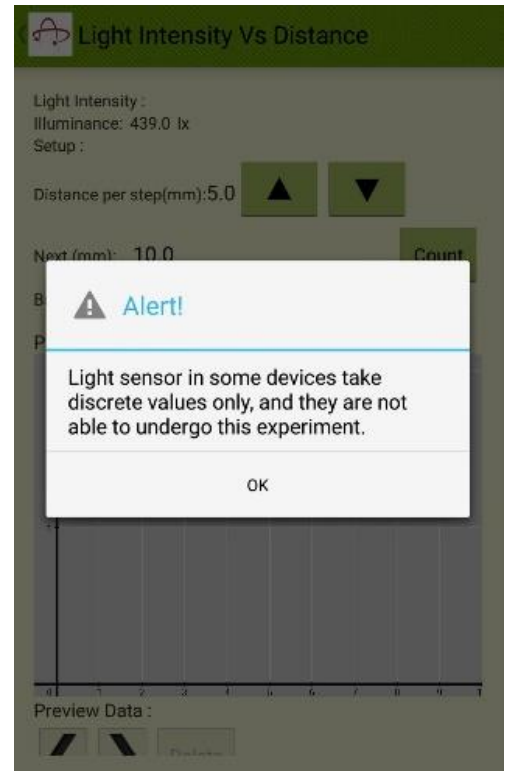 Light Intensity Vs Distance
Light Intensity :
Illuminance: 439.0 lx
Setup :
Distance per step(mm):5.0
Next (mm): 10.0 Count
Alert!
Light sensor in some devices take
discrete values only, and they are not
able to undergo this experiment.
OK
Preview Data :
Delete